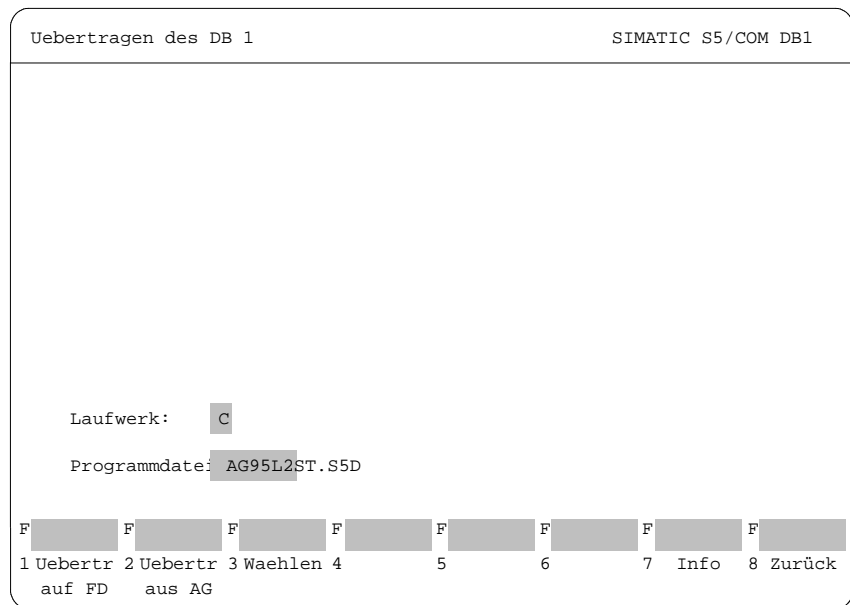 Uebertragen des DB 1 SIMATIC S5/COM DB1
Laufwerk: C
Programmdatei AG95L2ST.S5D
F F F F F F F F
1 Uebertr 2 Uebertr 3 Waehlen 4 5 6 7 Info 8 Zurück
auf FD aus AG